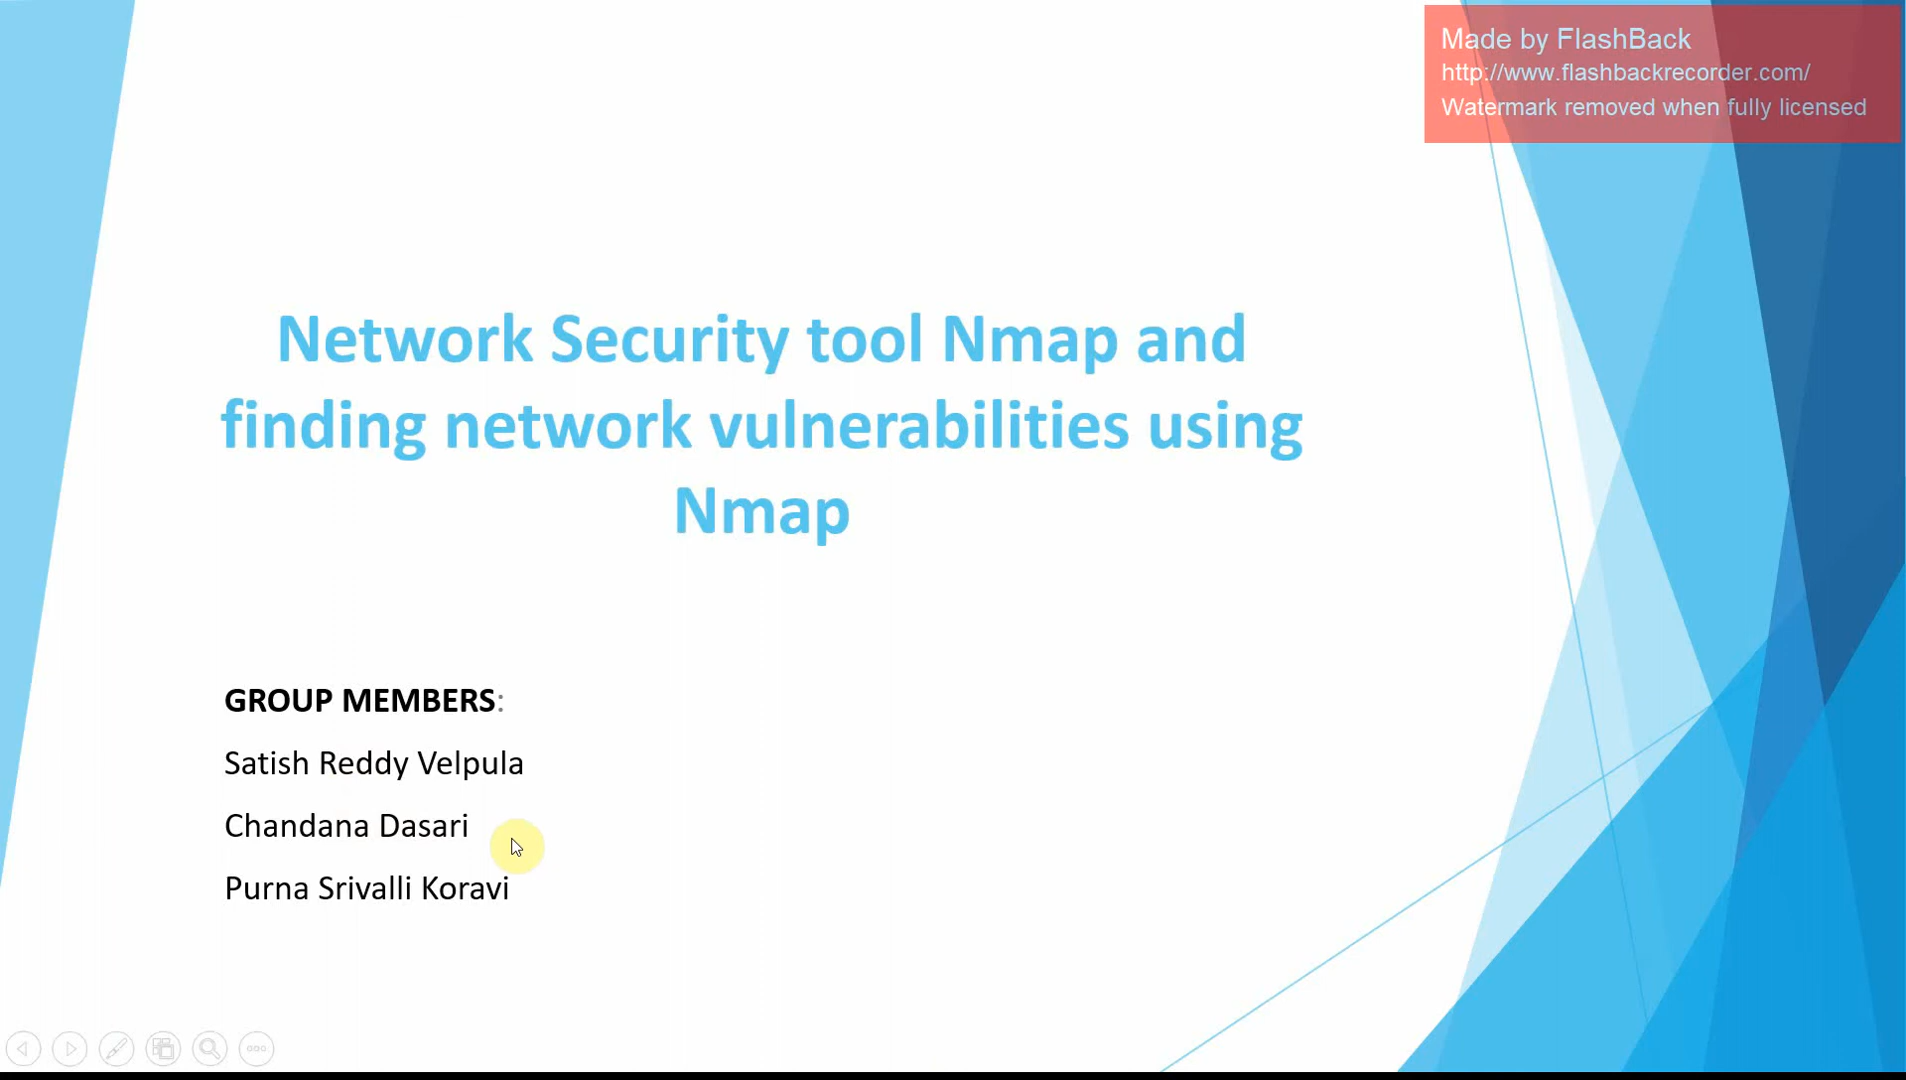 Made by FlashBack
http://www.flashbackrecorder.com/
Watermark removed when fully licensed
Network Security tool Nmap and
finding network vulnerabilities using
Nmap
GROUP MEMBERS:
Satish Reddy Velpula
Chandana Dasari
Purna Srivalli Koravi